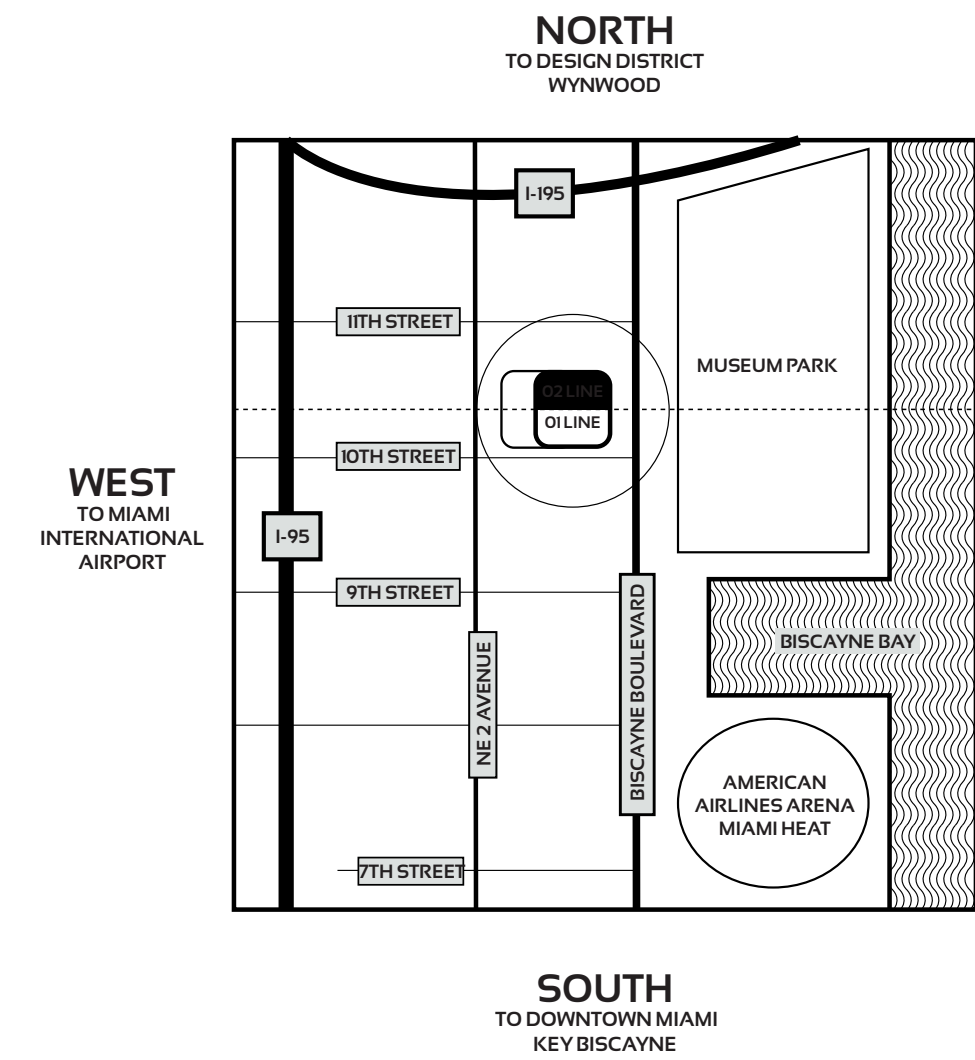 NORTH
TO DESIGN DISTRICT
WYNWOOD
I-195
11TH STREET
MUSEUM PARK
02 LINE
01 LINE
10TH STREET
WEST
TO MIAMI
INTERNATIONAL
AIRPORT
I-95
9TH STREET
BISCAYNE BOULEVARD
NE 2 AVENUE
BISCAYNE BAY
AMERICAN
AIRLINES ARENA
MIAMI HEAT
7TH STREET
SOUTH
TO DOWNTOWN MIAMI
KEY BISCAYNE